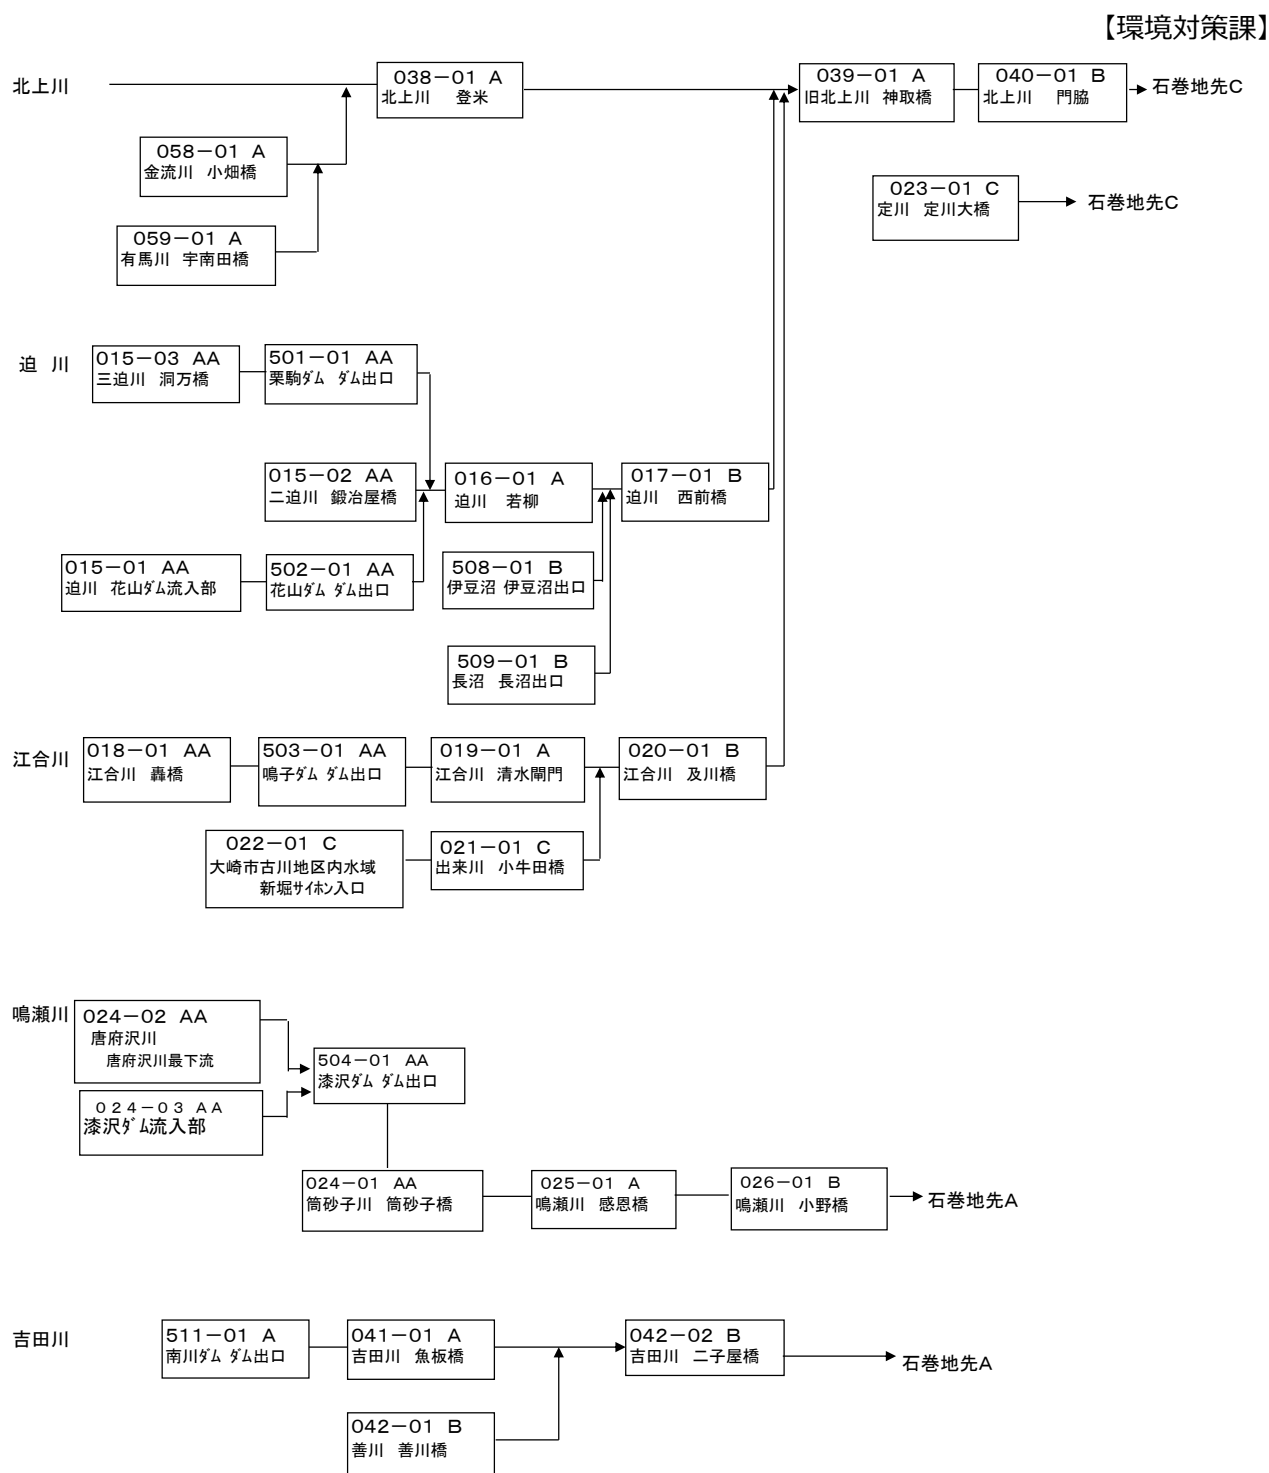 【環境対策課】
北上川
038－01 A
北上川 登米
039－01 A
旧北上川 神取橋
040－01 B
北上川 門脇
石巻地先C
058－01 A
金流川 小畑橋
023－01 C
定川 定川大橋
石巻地先C
059－01 A
有馬川 宇南田橋
迫 川
015－03 AA
三迫川 洞万橋
501－01 AA
栗駒ダム ダム出口
015－02 AA
二迫川 鍛冶屋橋
016－01 A
迫川 若柳
017－01 B
迫川 西前橋
015－01 AA
迫川 花山ダム流入部
502－01 AA
花山ダム ダム出口
508－01 B
伊豆沼 伊豆沼出口
509－01 B
長沼 長沼出口
江合川
018－01 AA
江合川 轟橋
503－01 AA
鳴子ダム ダム出口
019－01 A
江合川 清水閘門
020－01 B
江合川 及川橋
022－01 C
大崎市古川地区内水域
新堀サイホン入口
021－01 C
出来川 小牛田橋
鳴瀬川
024－02 AA
唐府沢川
唐府沢川最下流
504－01 AA
漆沢ダム ダム出口
024－03 AA
漆沢ダム流入部
024－01 AA
筒砂子川 筒砂子橋
025－01 A
鳴瀬川 感恩橋
026－01 B
鳴瀬川 小野橋
石巻地先A
吉田川
511－01 A
南川ダム ダム出口
041－01 A
吉田川 魚板橋
042－02 B
吉田川 二子屋橋
石巻地先A
042－01 B
善川 善川橋